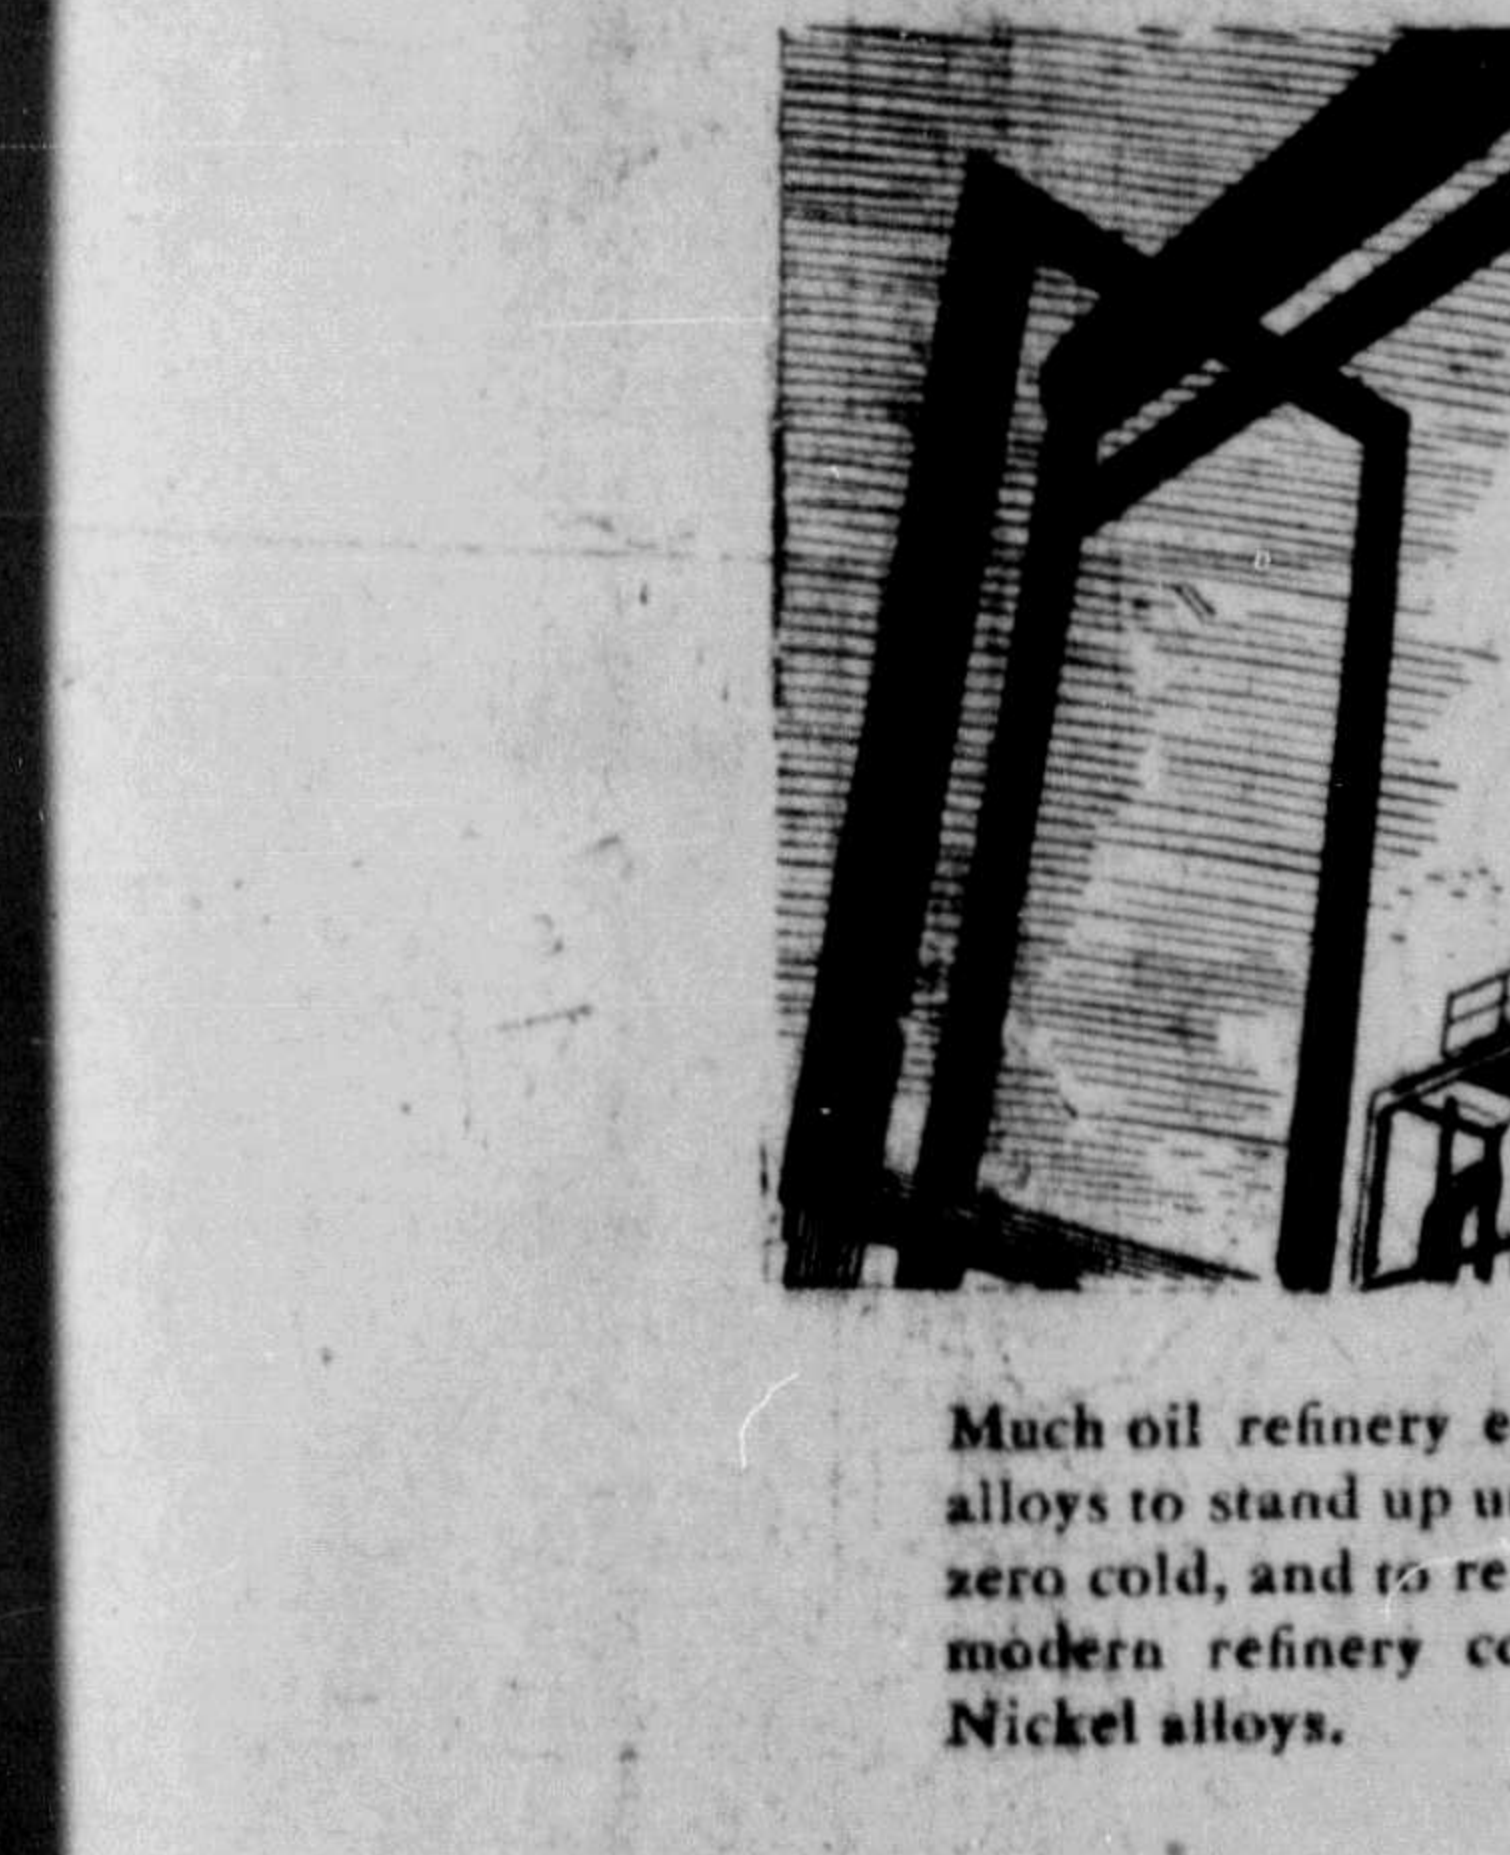 Much oil refinery
alloys to stand up
zero cold, and to
modern refinery
Nickel alloys.